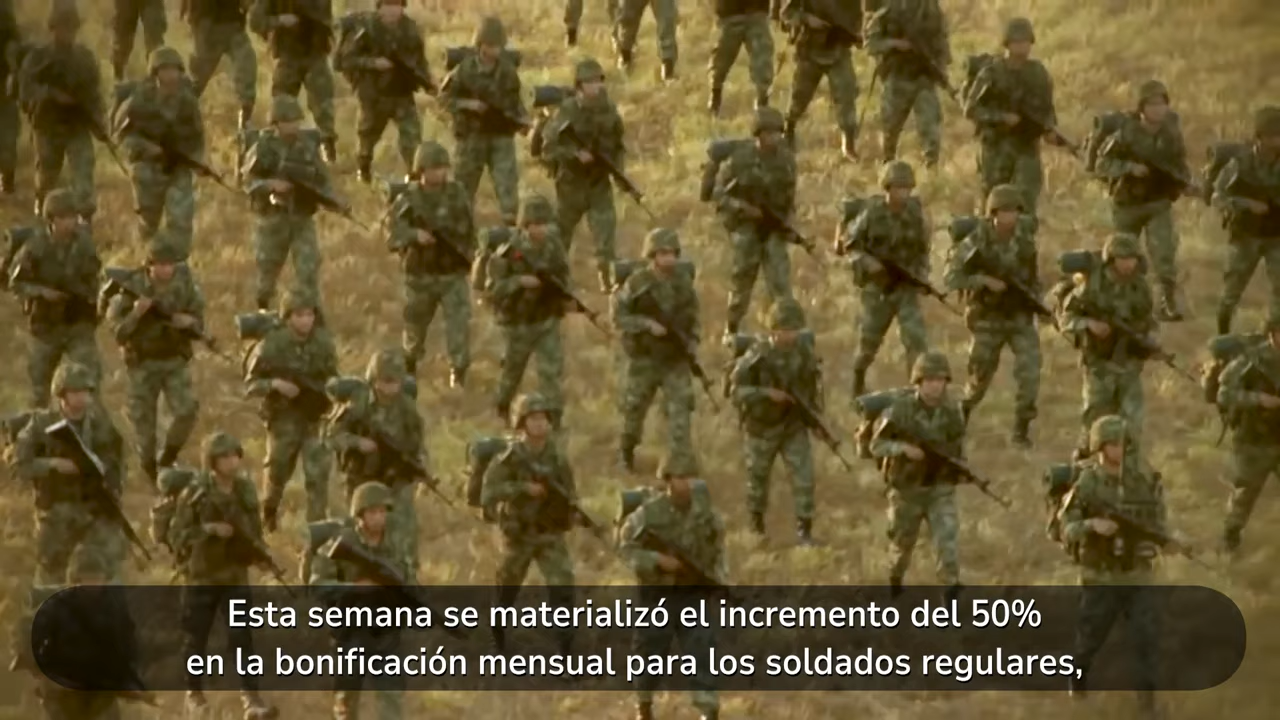 Esta semana se materializó el incremento del 50%
en la bonificación mensual para los soldados regulares,